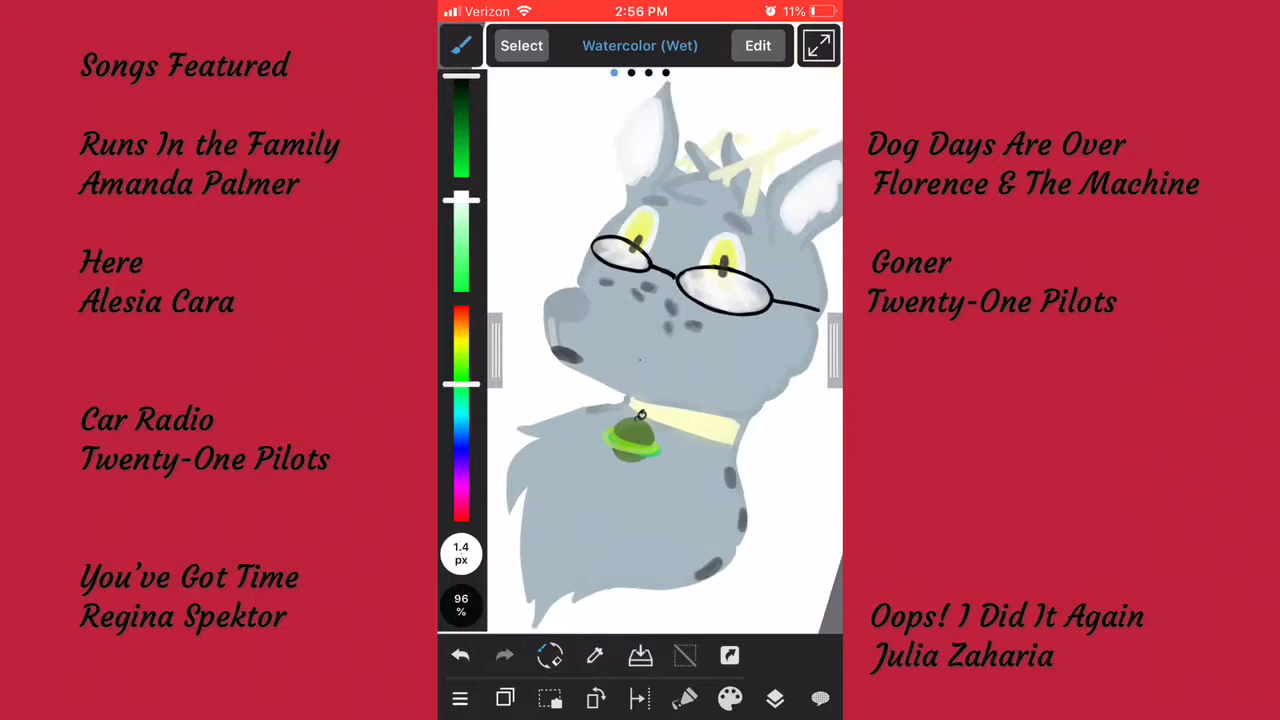 Verizon 2:56 PM 11%
Select Watercolor (Wet) Edit
Songs Featured
Runs In the Family
Amanda Palmer
Here
Alesia Cara
Car Radio
Twenty-One Pilots
You've Got Time
Regina Spektor
1.4
px
96
%
Dog Days Are Over
Florence & The Machine
Goner
Twenty-One Pilots
Oops! I Did It Again
Julia Zaharia